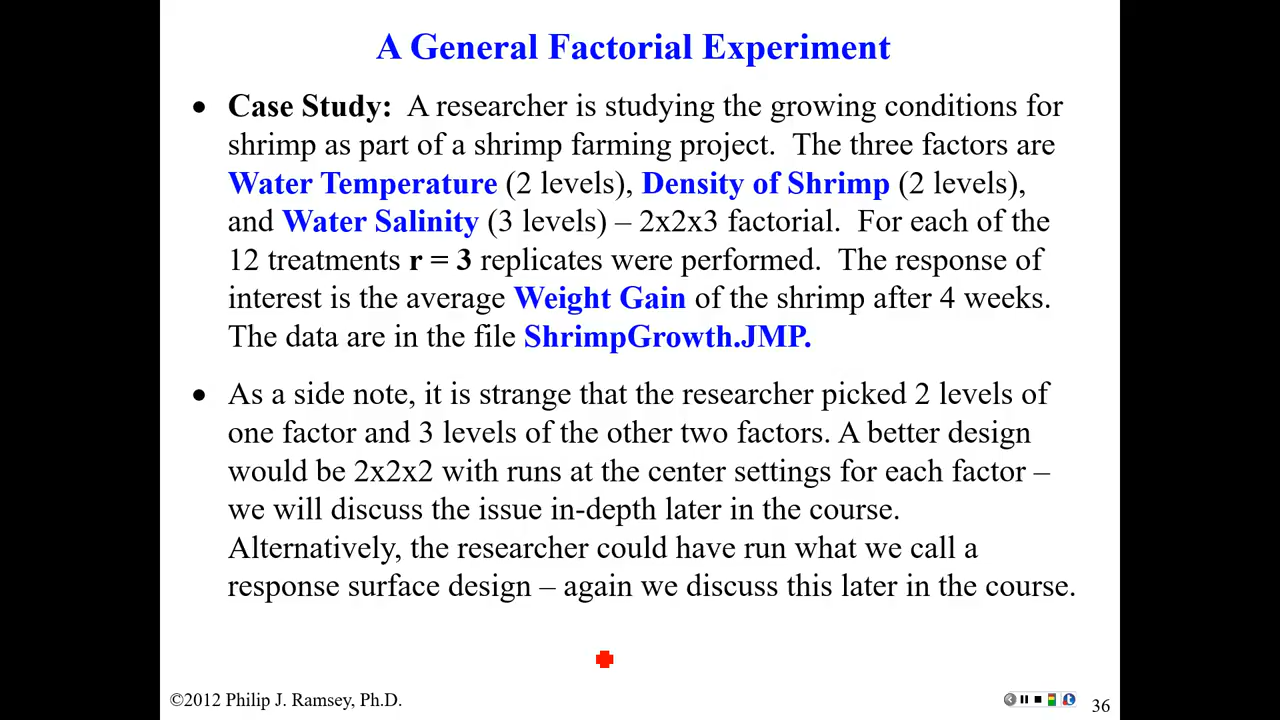 A General Factorial Experiment
• Case Study: A researcher is studying the growing conditions for
shrimp as part of a shrimp farming project. The three factors are
Water Temperature (2 levels), Density of Shrimp (2 levels),
and Water Salinity (3 levels) – 2x2x3 factorial. For each of the
12 treatments r = 3 replicates were performed. The response of
interest is the average Weight Gain of the shrimp after 4 weeks.
The data are in the file ShrimpGrowth.JMP.
• As a side note, it is strange that the researcher picked 2 levels of
one factor and 3 levels of the other two factors. A better design
would be 2x2x2 with runs at the center settings for each factor –
we will discuss the issue in-depth later in the course.
Alternatively, the researcher could have run what we call a
response surface design – again we discuss this later in the course.
©2012 Philip J. Ramsey, Ph.D.
36